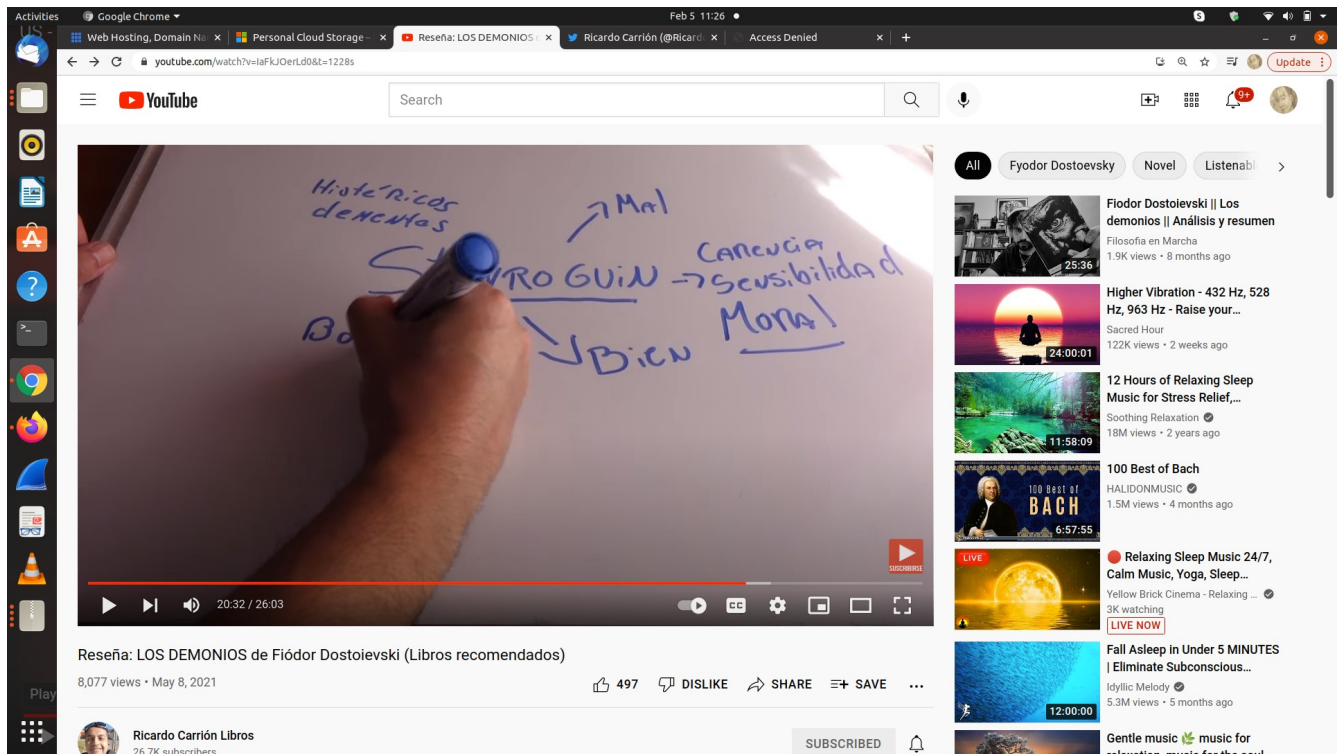 Activities
Google Chrome
Feb 5 11:26
US -
Web Hosting, Domain Na
Personal Cloud Storage –
Reseña: LOS DEMONIOS
Ricardo Carrión (@Ricard
Access Denied
youtube.com/watch?v=IaFkJOerLd0&t=1228s
Update
YouTube
Search
9+
Histéricos
dementes
Mal
ROGUiN → Carencia
Sensibilidad
Moral
Bo
Bien
SUSCRIBIRSE
20:32 / 26:03
CC
Reseña: LOS DEMONIOS de Fiódor Dostoievski (Libros recomendados)
8,077 views • May 8, 2021
497 DISLIKE SHARE SAVE ...
Ricardo Carrión Libros
26.7K subscribers
SUBSCRIBED
Play
All Fyodor Dostoevsky Novel Listenabl
25:36
Fiodor Dostoievski || Los
demonios || Análisis y resumen
Filosofia en Marcha
1.9K views • 8 months ago
24:00:01
Higher Vibration - 432 Hz, 528
Hz, 963 Hz - Raise your...
Sacred Hour
122K views • 2 weeks ago
11:58:09
12 Hours of Relaxing Sleep
Music for Stress Relief,...
Soothing Relaxation
18M views • 2 years ago
100 Best of
BACH
6:57:55
100 Best of Bach
HALIDONMUSIC
1.5M views • 4 months ago
LIVE
Relaxing Sleep Music 24/7,
Calm Music, Yoga, Sleep...
Yellow Brick Cinema - Relaxing ...
3K watching
LIVE NOW
12:00:00
Fall Asleep in Under 5 MINUTES
| Eliminate Subconscious...
Idyllic Melody
5.3M views • 5 months ago
Gentle music music for
relaxation, music for the soul